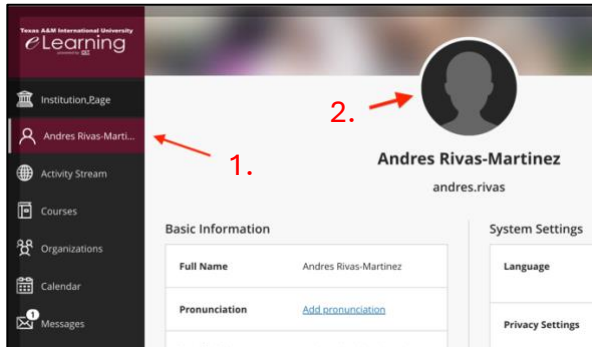 Texas A&M International University
eLearning
Institution Page
Andres Rivas-Marti...
1.
2.
Activity Stream
Courses
Organizations
Calendar
1
Messages
Andres Rivas-Martinez
andres.rivas
Basic Information
Full Name Andres Rivas-Martinez
Pronunciation Add pronunciation
System Settings
Language
Privacy Settings